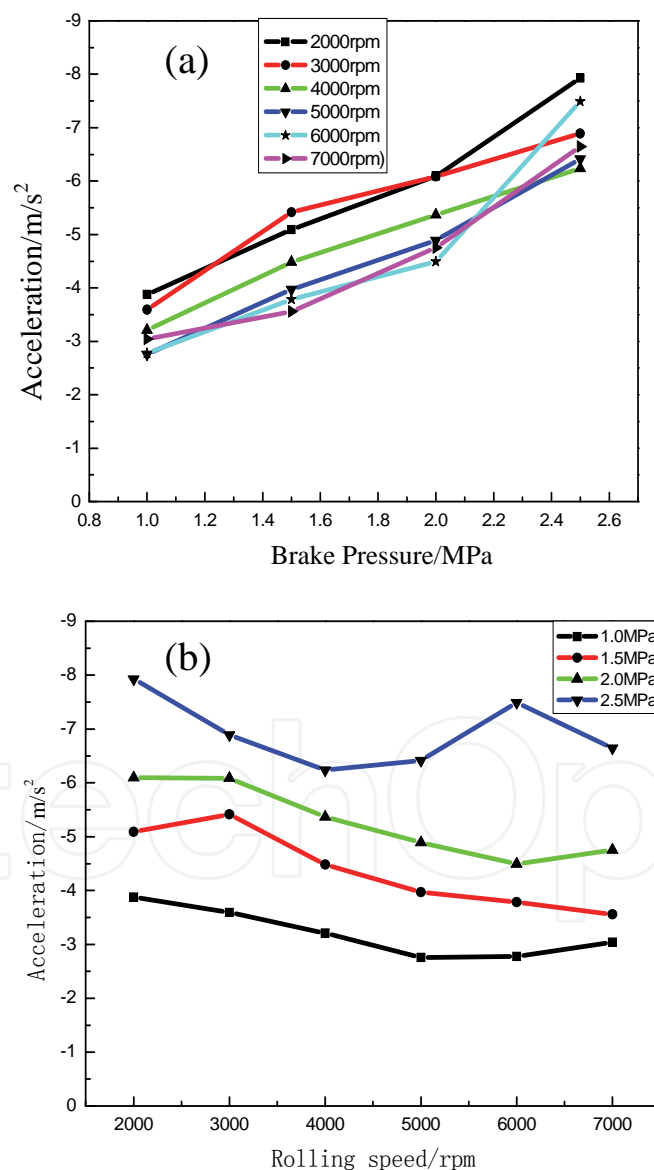 (a)
2000rpm
3000rpm
4000rpm
5000rpm
6000rpm
7000rpm)
-9
-8
-7
-6
-5
-4
-3
-2
-1
0
Acceleration/m/s²
0.8 1.0 1.2 1.4 1.6 1.8 2.0 2.2 2.4 2.6
Brake Pressure/MPa
(b)
1.0MPa
1.5MPa
2.0MPa
2.5MPa
-9
-8
-7
-6
-5
-4
-3
-2
-1
0
Acceleration/m/s²
2000 3000 4000 5000 6000 7000
Rolling speed/rpm
techOp